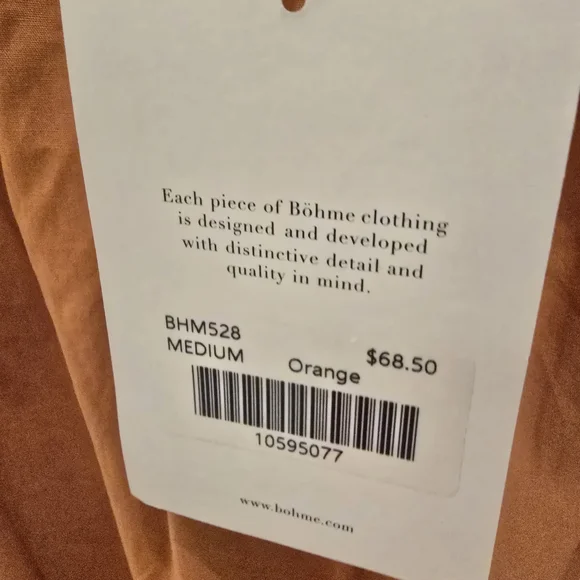 Each piece of Böhme clothing
is designed and developed
with distinctive detail and
quality in mind.
BHM528
MEDIUM Orange $68.50
10595077
www.bohme.com